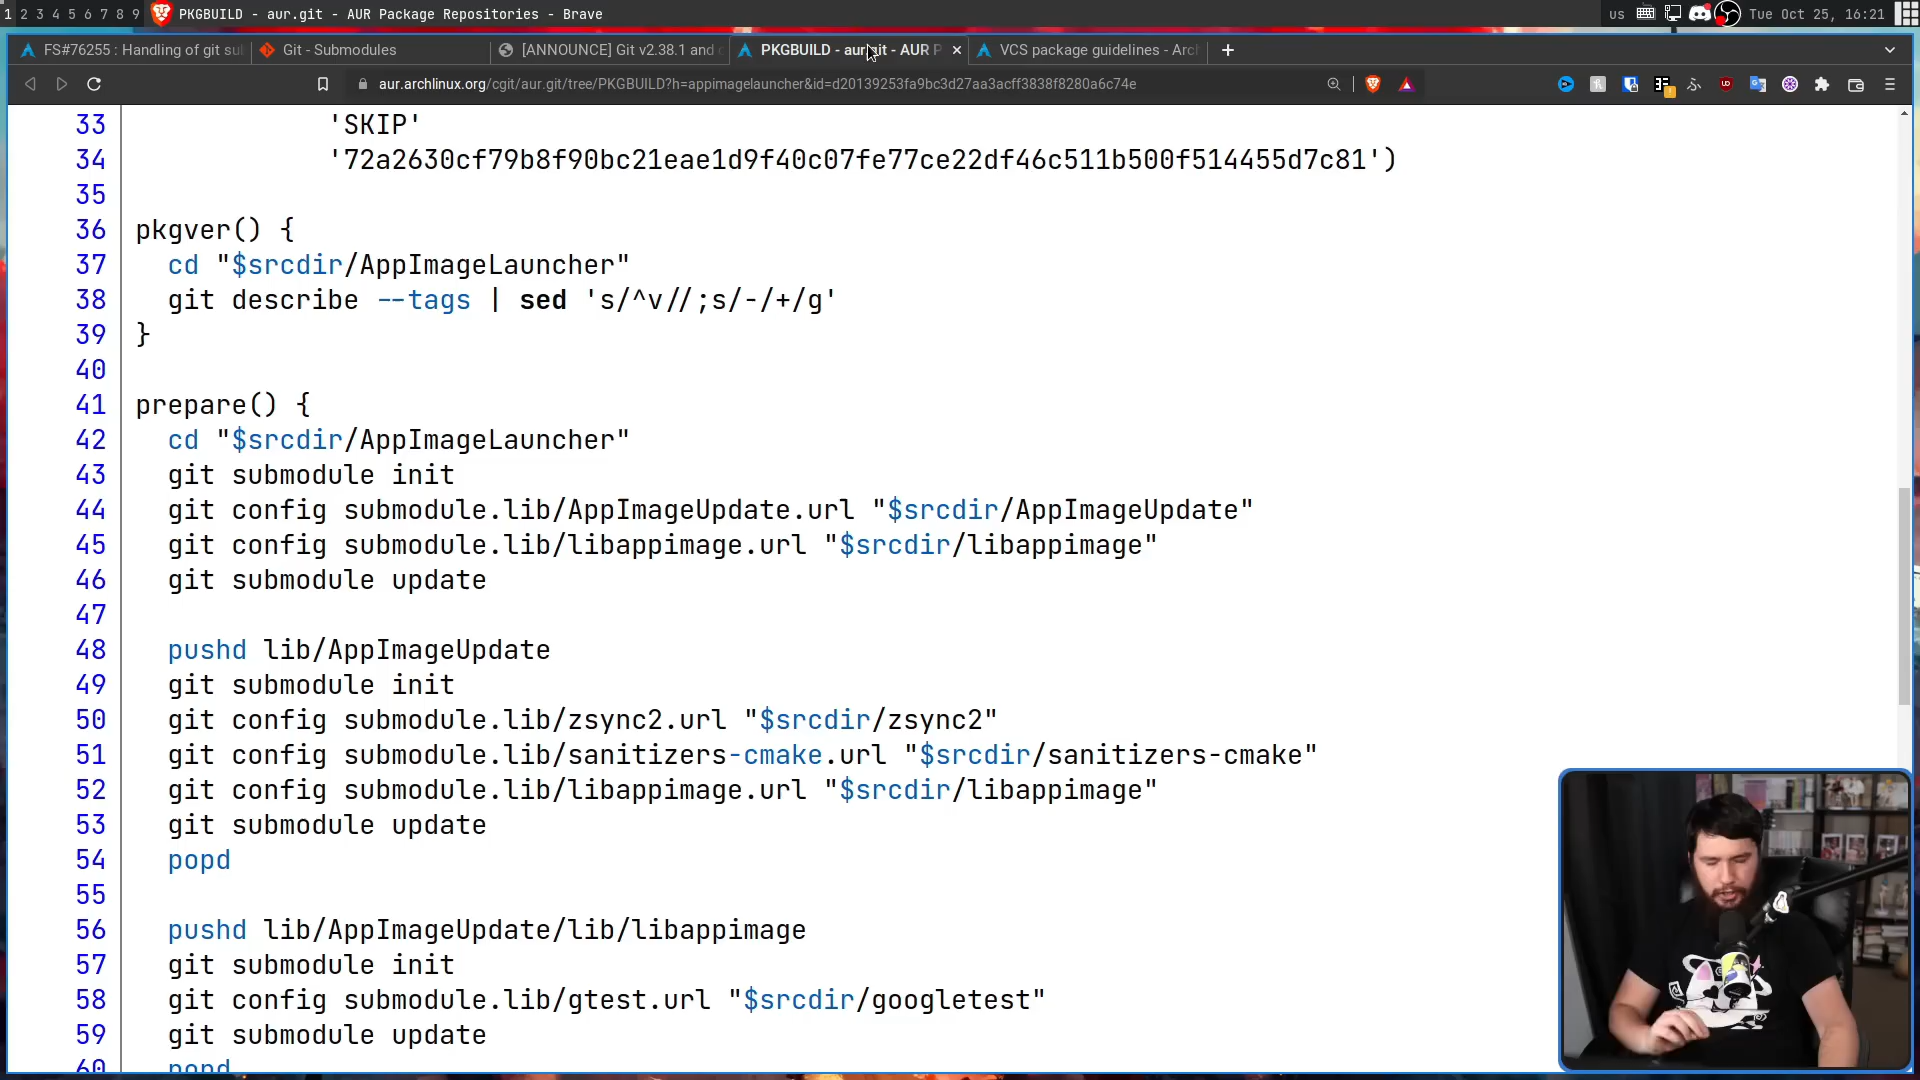 1 2 3 4 5 6 7 8 9 PKGBUILD - aur.git - AUR Package Repositories - Brave us Tue Oct 25, 16:21
FS#76255 : Handling of git sul Git - Submodules [ANNOUNCE] Git v2.38.1 and PKGBUILD - aur.git - AUR P VCS package guidelines - Arch
aur.archlinux.org/cgit/aur.git/tree/PKGBUILD?h=appimagelauncher&id=d20139253fa9bc3d27aa3acff3838f8280a6c74e
33 'SKIP'
34 '72a2630cf79b8f90bc21eae1d9f40c07fe77ce22df46c511b500f514455d7c81')
35
36 pkgver() {
37 cd "$srcdir/AppImageLauncher"
38 git describe --tags | sed 's/^v//;s/-/+/g'
39 }
40
41 prepare() {
42 cd "$srcdir/AppImageLauncher"
43 git submodule init
44 git config submodule.lib/AppImageUpdate.url "$srcdir/AppImageUpdate"
45 git config submodule.lib/libappimage.url "$srcdir/libappimage"
46 git submodule update
47
48 pushd lib/AppImageUpdate
49 git submodule init
50 git config submodule.lib/zsync2.url "$srcdir/zsync2"
51 git config submodule.lib/sanitizers-cmake.url "$srcdir/sanitizers-cmake"
52 git config submodule.lib/libappimage.url "$srcdir/libappimage"
53 git submodule update
54 popd
55
56 pushd lib/AppImageUpdate/lib/libappimage
57 git submodule init
58 git config submodule.lib/gtest.url "$srcdir/googletest"
59 git submodule update
60 popd